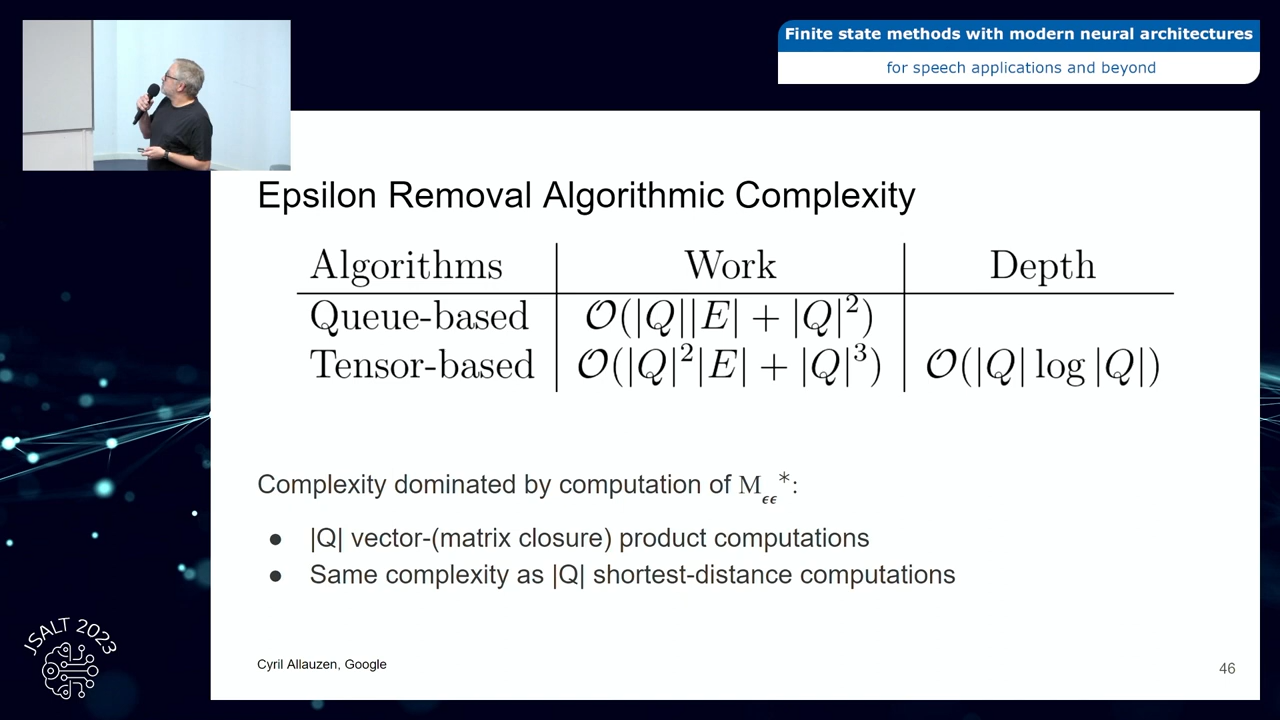 Finite state methods with modern neural architectures
for speech applications and beyond
Epsilon Removal Algorithmic Complexity
Algorithms Work Depth
Queue-based 𝒪(|Q||E| + |Q|²)
Tensor-based 𝒪(|Q|²|E| + |Q|³) 𝒪(|Q| log |Q|)
Complexity dominated by computation of M_ϵϵ*:
● |Q| vector-(matrix closure) product computations
● Same complexity as |Q| shortest-distance computations
JSALT 2023
Cyril Allauzen, Google
46